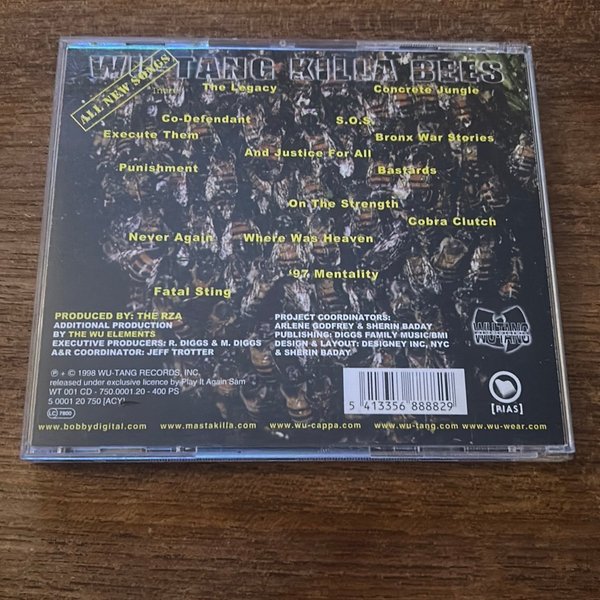 WU-TANG KILLA BEES
ALL NEW SONGS
The Legacy
Concrete Jungle
Co-Defendant
S.O.S.
Execute Them
Bronx War Stories
And Justice For All
Punishment
Bastards
On The Strength
Cobra Clutch
Never Again
Where Was Heaven
'97 Mentality
Fatal Sting
PRODUCED BY: THE RZA
ADDITIONAL PRODUCTION
BY THE WU ELEMENTS
EXECUTIVE PRODUCERS: R. DIGGS & M. DIGGS
A&R COORDINATOR: JEFF TROTTER
PROJECT COORDINATORS:
ARLENE GODFREY & SHERIN BADAY
PUBLISHING: DIGGS FAMILY MUSIC/BMI
DESIGN & LAYOUT: DESIGNEY INC, NYC
& SHERIN BADAY
℗ + © 1998 WU-TANG RECORDS, INC.
released under exclusive licence by Play It Again Sam
WT 001 CD - 750.0001.20 - 400 PS
5 0001 20 750 [ACY]
LC 7800
5 413356 888829
WU-TANG
[RIAS]
www.bobbydigital.com
www.mastakilla.com
www.wu-cappa.com
www.wu-tang.com
www.wu-wear.com